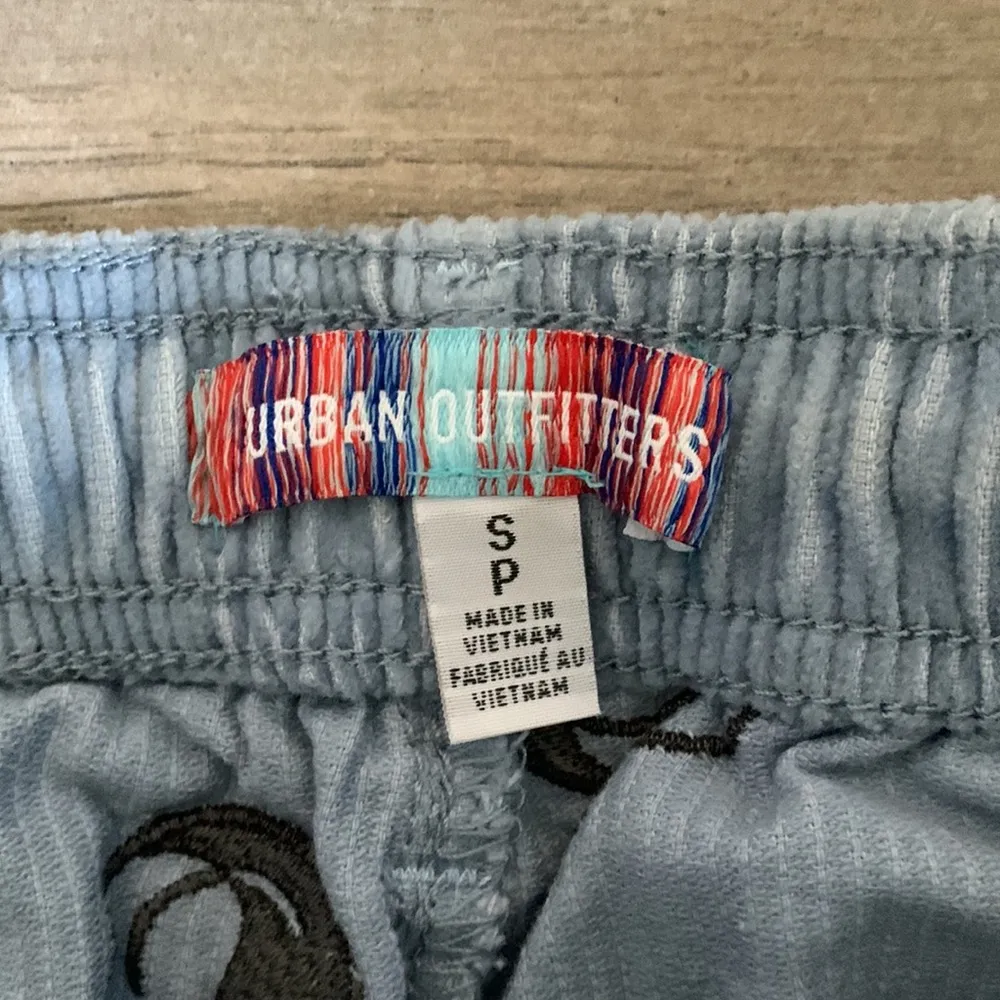 URBAN OUTFITTERS
S
P
MADE IN
VIETNAM
FABRIQUÉ AU
VIETNAM